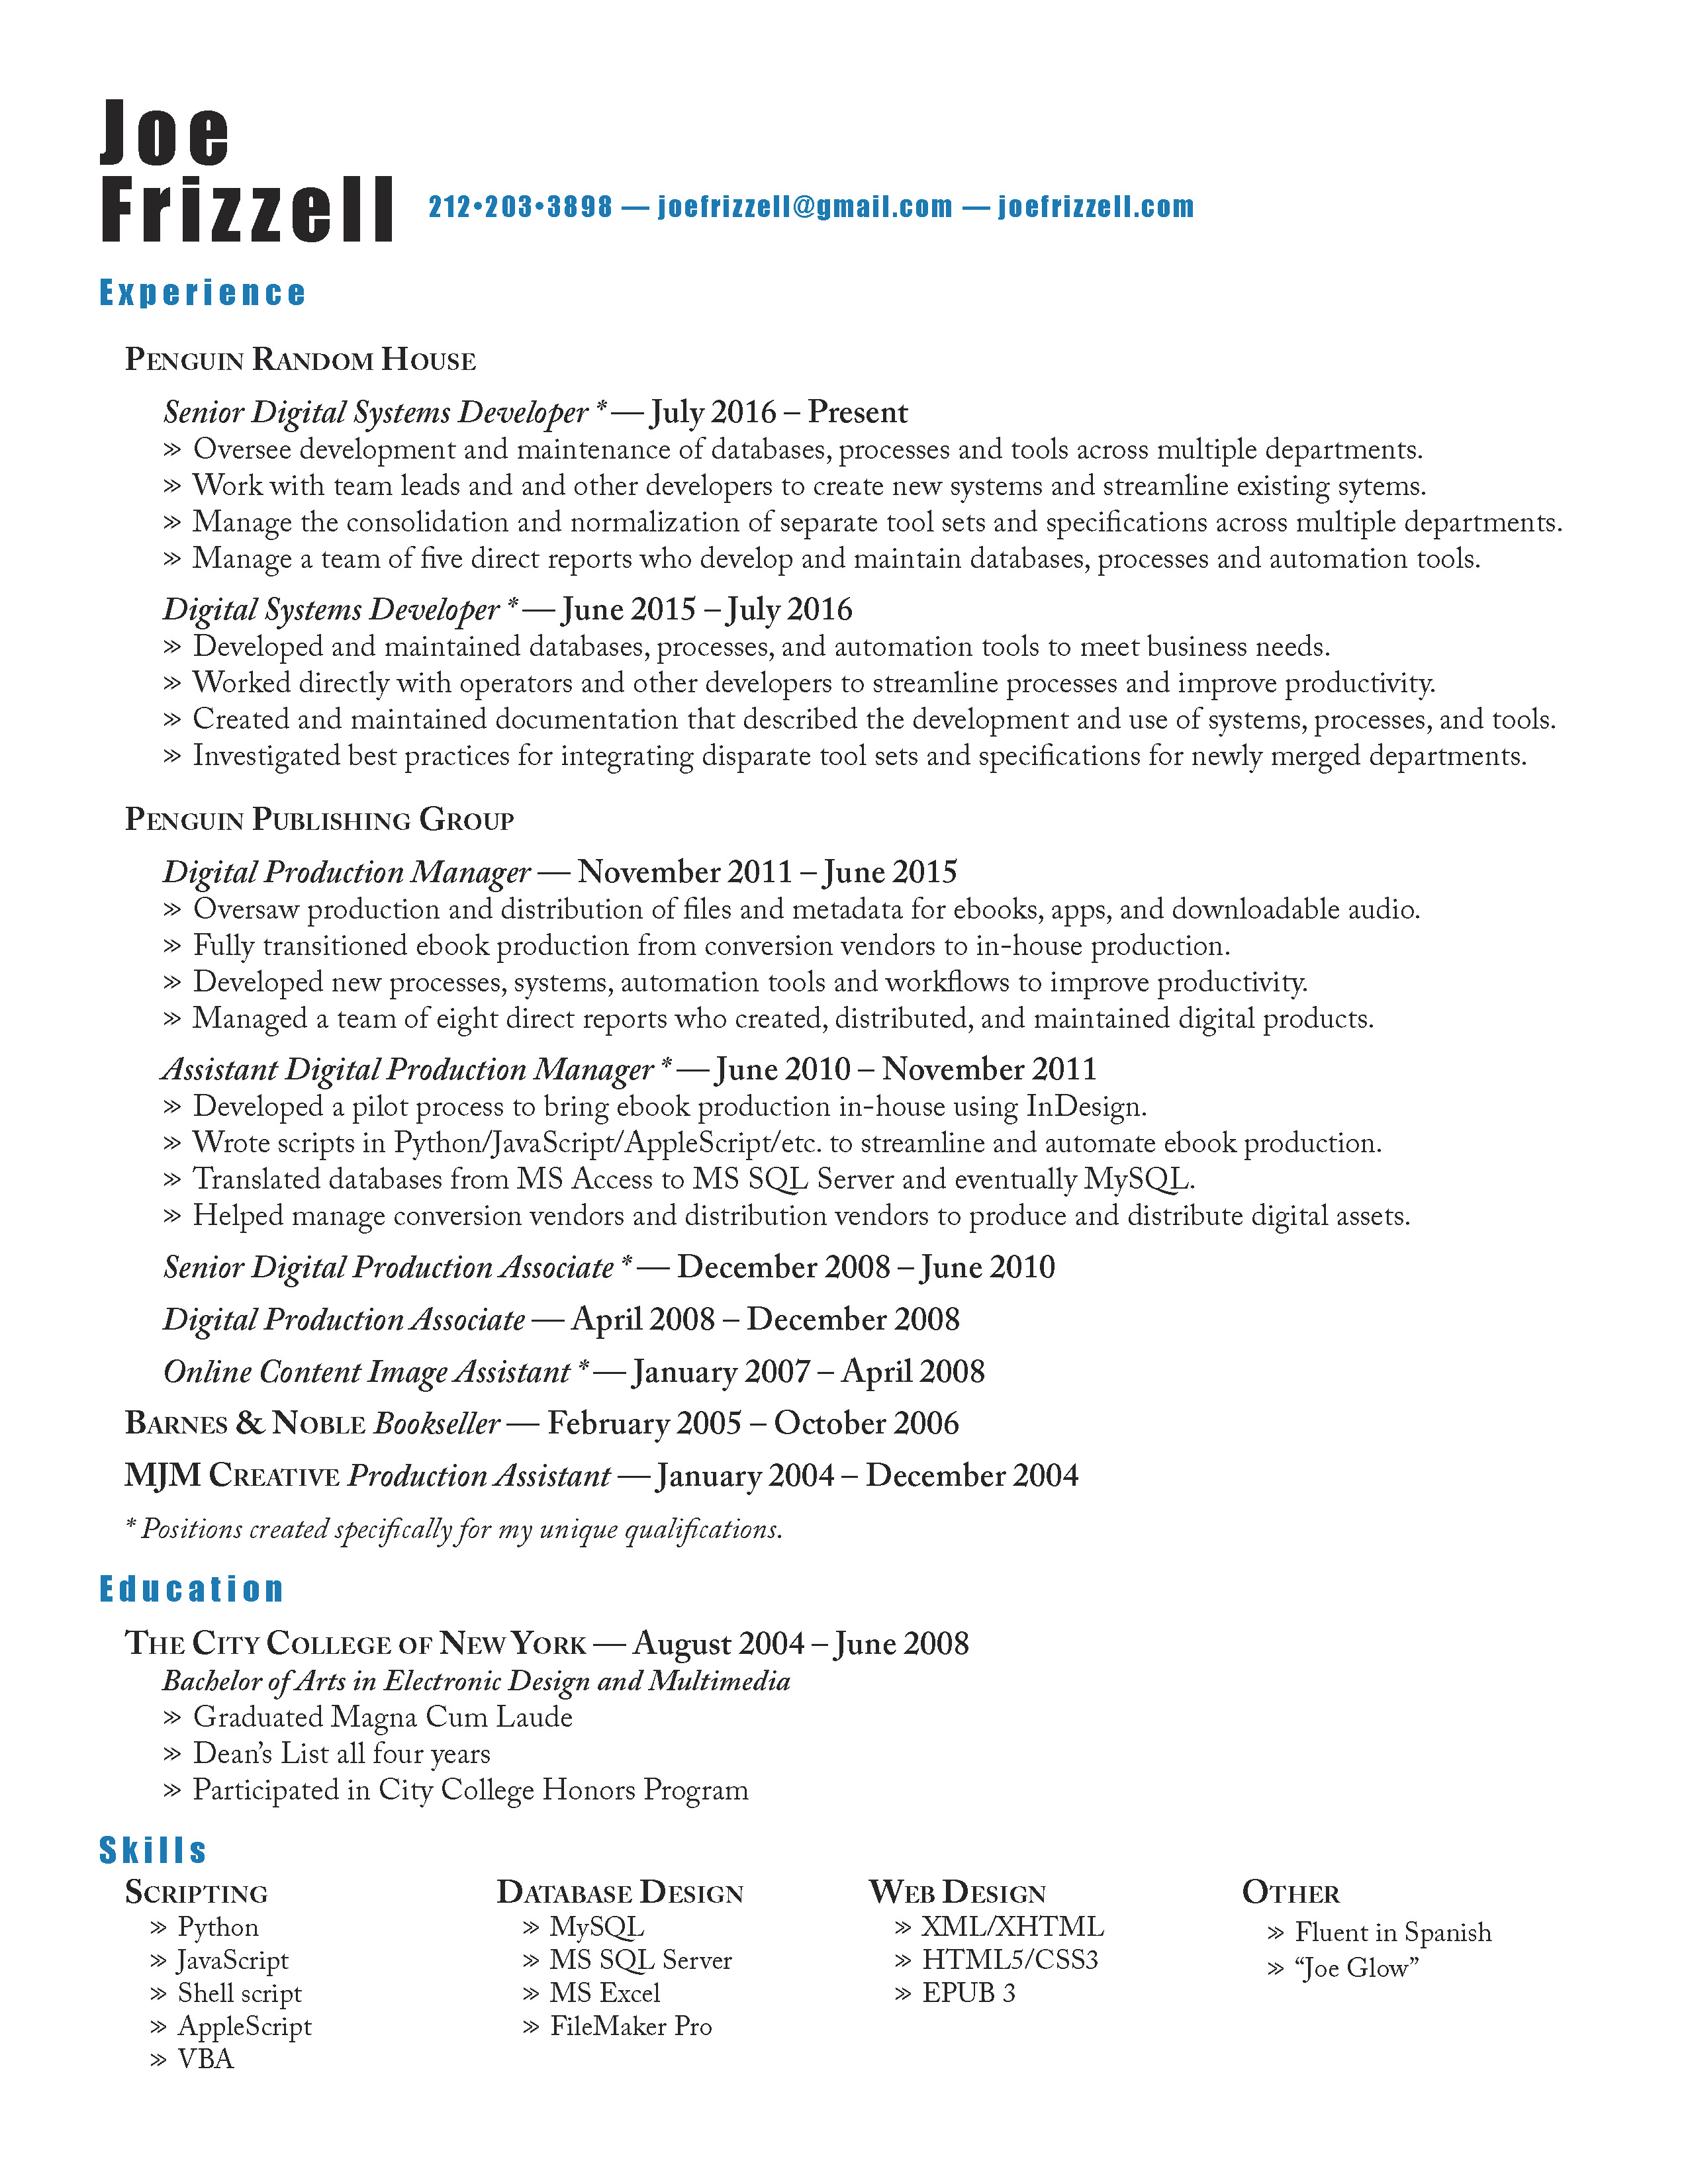 Joe
Frizzell 212•203•3898 — joefrizzell@gmail.com — joefrizzell.com
Experience
Penguin Random House
Senior Digital Systems Developer * — July 2016 – Present
» Oversee development and maintenance of databases, processes and tools across multiple departments.
» Work with team leads and and other developers to create new systems and streamline existing sytems.
» Manage the consolidation and normalization of separate tool sets and specifications across multiple departments.
» Manage a team of five direct reports who develop and maintain databases, processes and automation tools.
Digital Systems Developer * — June 2015 – July 2016
» Developed and maintained databases, processes, and automation tools to meet business needs.
» Worked directly with operators and other developers to streamline processes and improve productivity.
» Created and maintained documentation that described the development and use of systems, processes, and tools.
» Investigated best practices for integrating disparate tool sets and specifications for newly merged departments.
Penguin Publishing Group
Digital Production Manager — November 2011 – June 2015
» Oversaw production and distribution of files and metadata for ebooks, apps, and downloadable audio.
» Fully transitioned ebook production from conversion vendors to in-house production.
» Developed new processes, systems, automation tools and workflows to improve productivity.
» Managed a team of eight direct reports who created, distributed, and maintained digital products.
Assistant Digital Production Manager * — June 2010 – November 2011
» Developed a pilot process to bring ebook production in-house using InDesign.
» Wrote scripts in Python/JavaScript/AppleScript/etc. to streamline and automate ebook production.
» Translated databases from MS Access to MS SQL Server and eventually MySQL.
» Helped manage conversion vendors and distribution vendors to produce and distribute digital assets.
Senior Digital Production Associate * — December 2008 – June 2010
Digital Production Associate — April 2008 – December 2008
Online Content Image Assistant * — January 2007 – April 2008
Barnes & Noble Bookseller — February 2005 – October 2006
MJM Creative Production Assistant — January 2004 – December 2004
* Positions created specifically for my unique qualifications.
Education
The City College of New York — August 2004 – June 2008
Bachelor of Arts in Electronic Design and Multimedia
» Graduated Magna Cum Laude
» Dean’s List all four years
» Participated in City College Honors Program
Skills
Scripting
» Python
» JavaScript
» Shell script
» AppleScript
» VBA
Database Design
» MySQL
» MS SQL Server
» MS Excel
» FileMaker Pro
Web Design
» XML/XHTML
» HTML5/CSS3
» EPUB 3
Other
» Fluent in Spanish
» “Joe Glow”